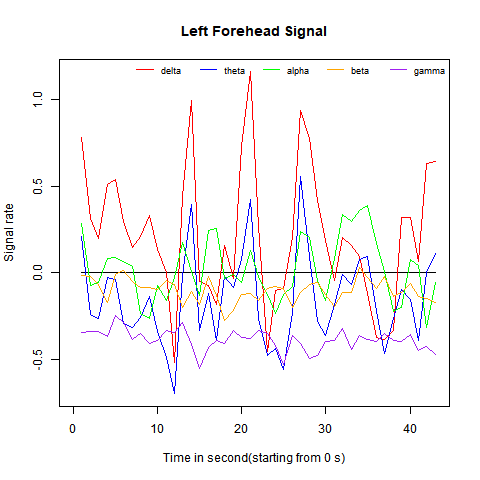 Left Forehead Signal
delta theta alpha beta gamma
Signal rate
1.0
0.5
0.0
-0.5
0 10 20 30 40
Time in second(starting from 0 s)